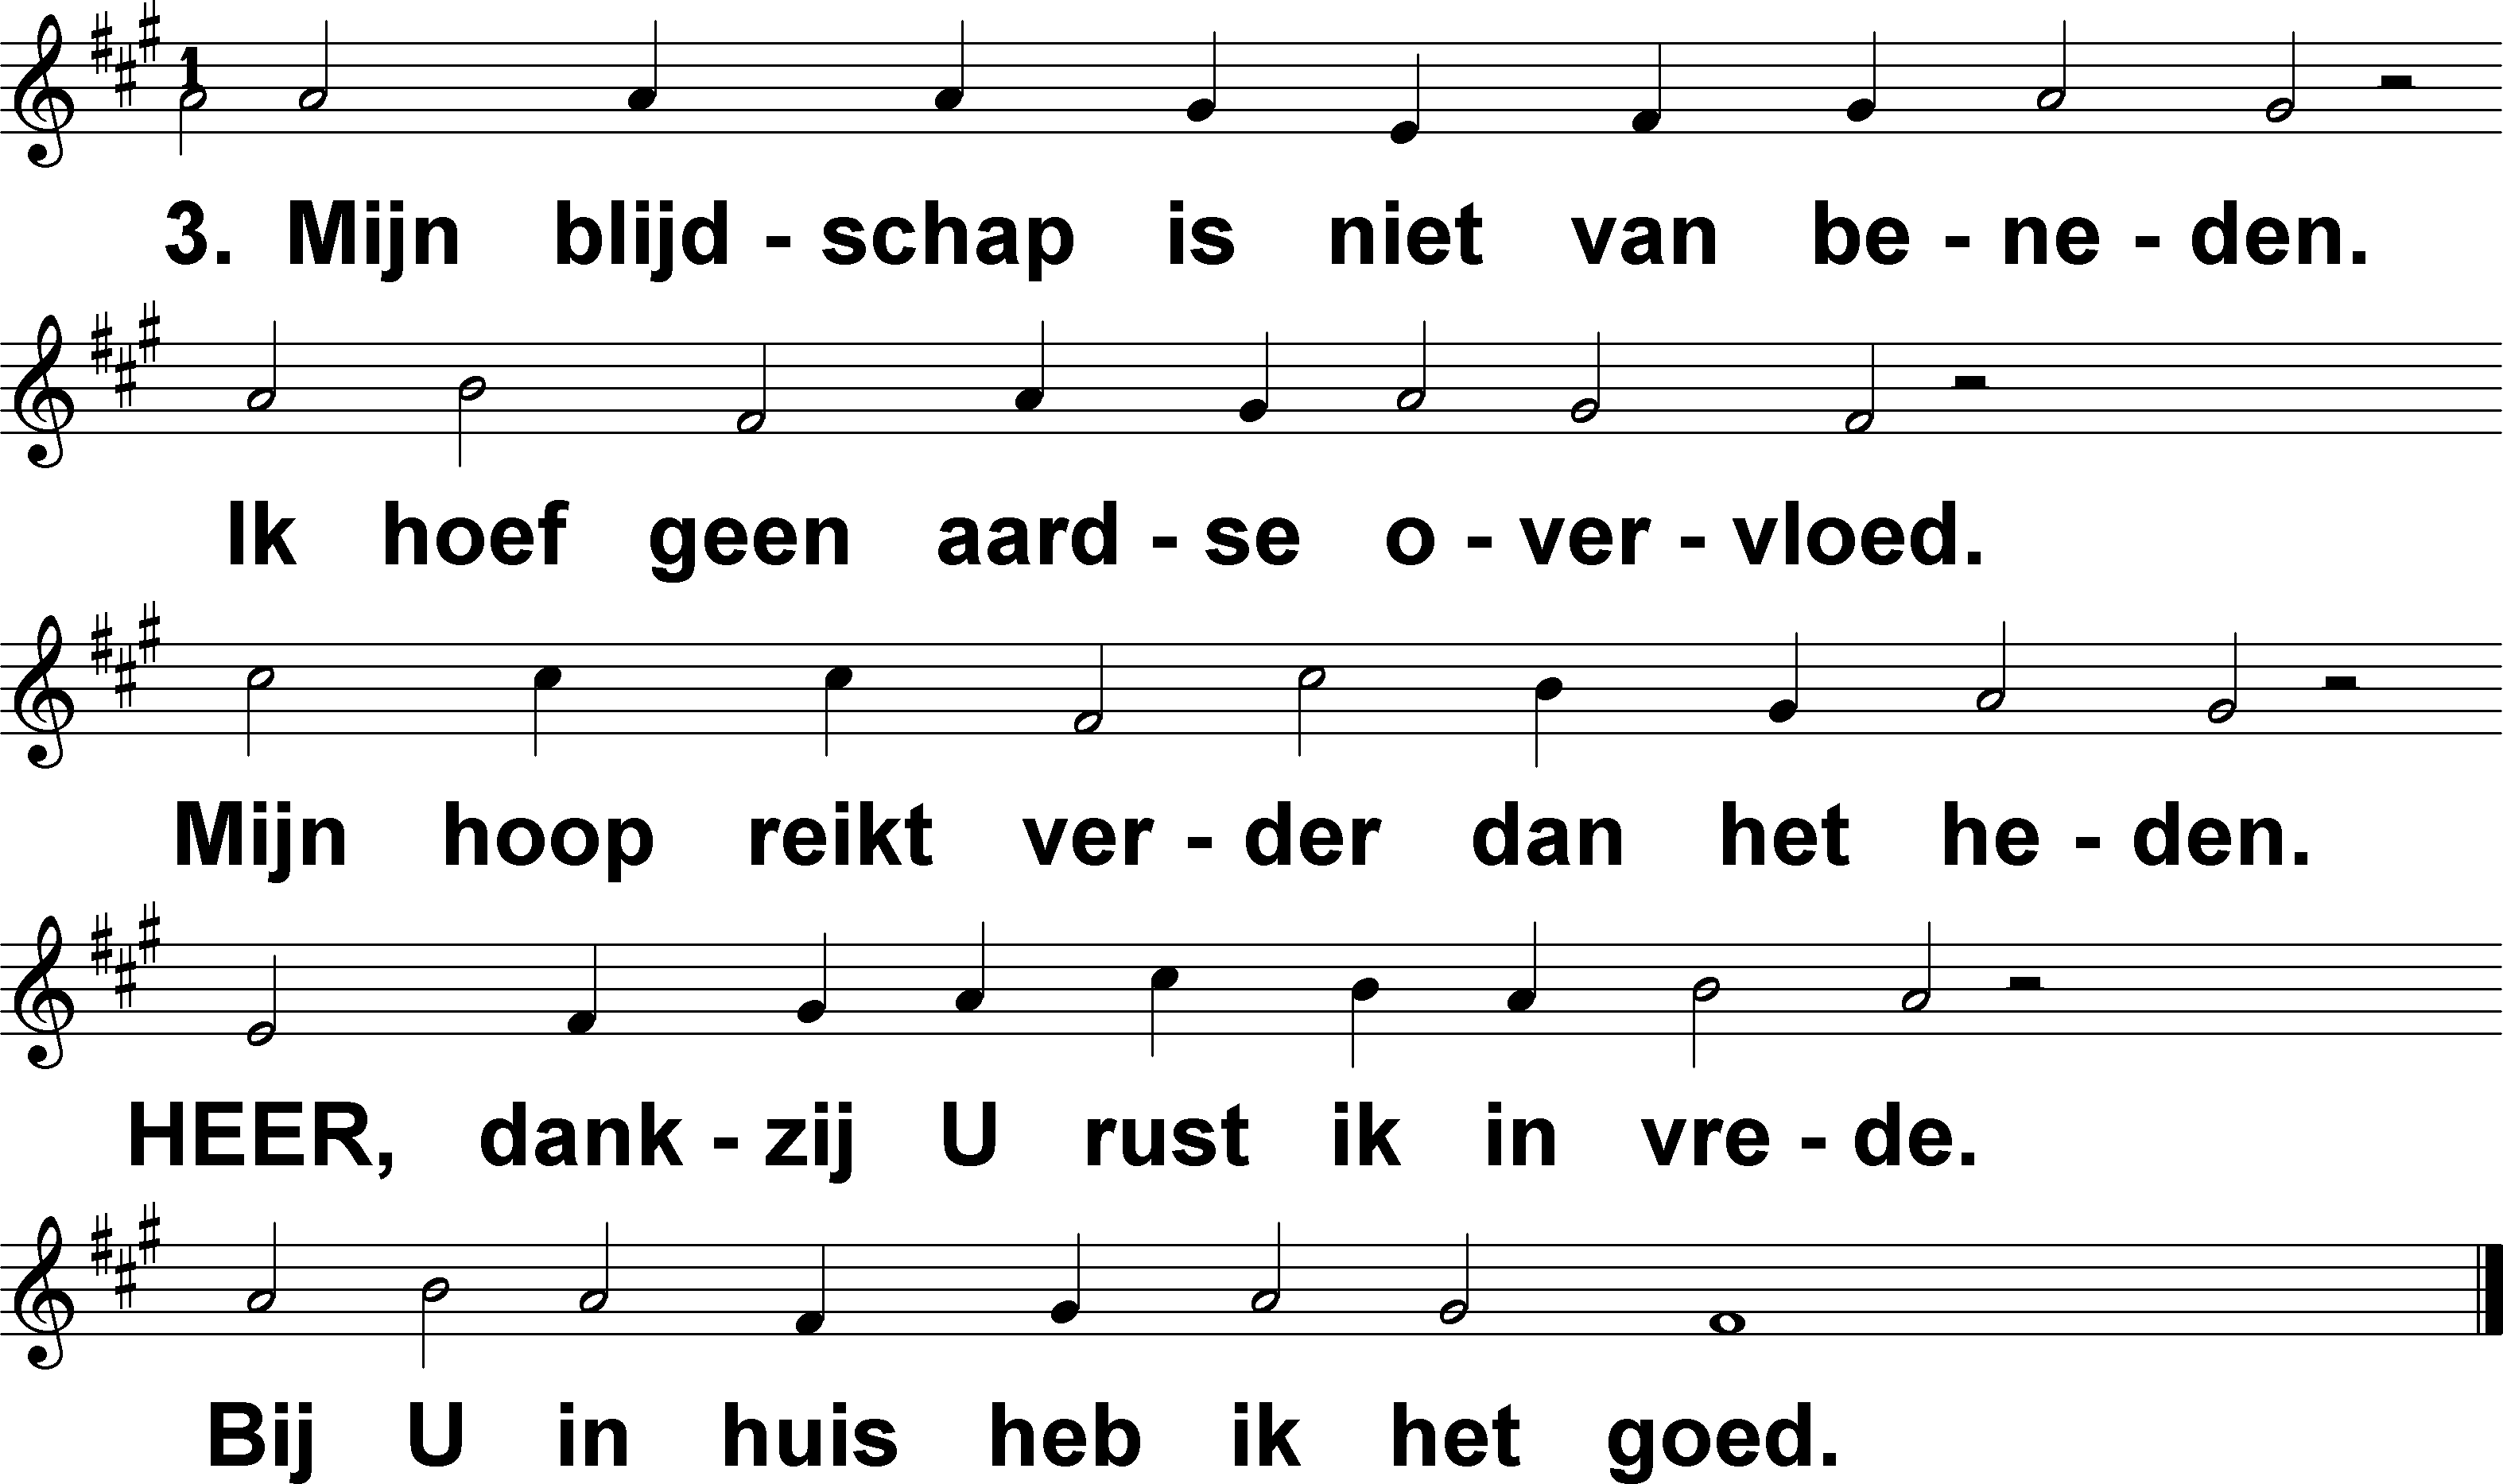 1
3. Mijn blijd - schap is niet van be - ne - den.
Ik hoef geen aard - se o - ver - vloed.
Mijn hoop reikt ver - der dan het he - den.
HEER, dank - zij U rust ik in vre - de.
Bij U in huis heb ik het goed.